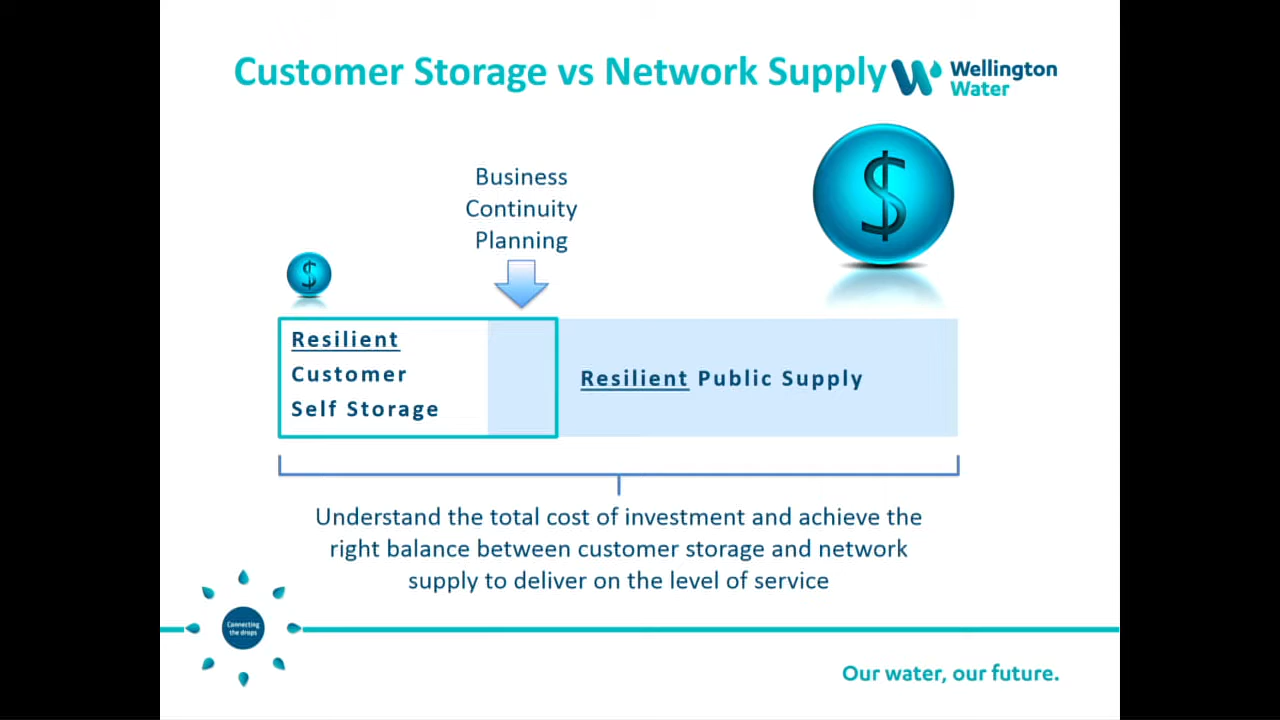 Customer Storage vs Network Supply
Wellington
Water
Business
Continuity
Planning
$
$
Resilient
Customer
Self Storage
Resilient Public Supply
Understand the total cost of investment and achieve the
right balance between customer storage and network
supply to deliver on the level of service
Connecting
the drops
Our water, our future.